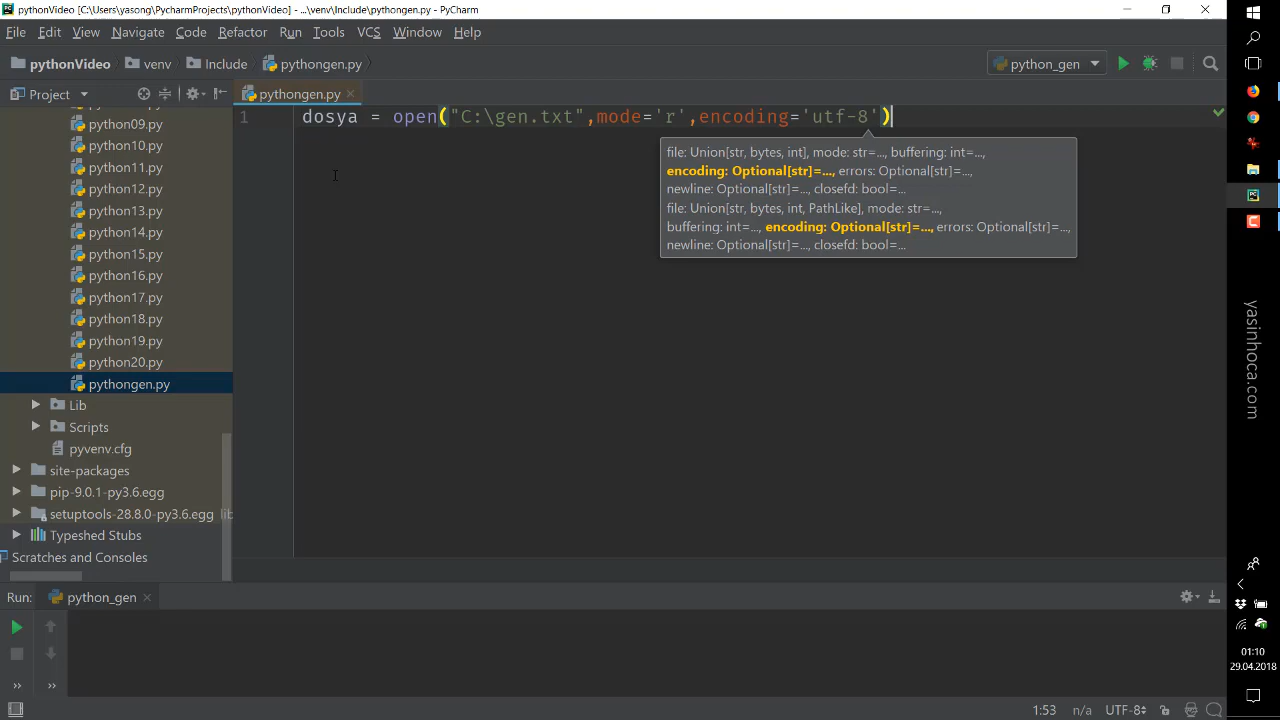 pythonVideo [C:\Users\yasong\PycharmProjects\pythonVideo] - ...\venv\Include\pythongen.py - PyCharm
File Edit View Navigate Code Refactor Run Tools VCS Window Help
pythonVideo venv Include pythongen.py python_gen
Project pythongen.py
1 dosya = open("C:\gen.txt",mode='r',encoding='utf-8')
file: Union[str, bytes, int], mode: str=..., buffering: int=...,
encoding: Optional[str]=..., errors: Optional[str]=...,
newline: Optional[str]=..., closefd: bool=...
file: Union[str, bytes, int, PathLike], mode: str=...,
buffering: int=..., encoding: Optional[str]=..., errors: Optional[str]=...,
newline: Optional[str]=..., closefd: bool=...
python09.py
python10.py
python11.py
python12.py
python13.py
python14.py
python15.py
python16.py
python17.py
python18.py
python19.py
python20.py
pythongen.py
Lib
Scripts
pyvenv.cfg
site-packages
pip-9.0.1-py3.6.egg
setuptools-28.8.0-py3.6.egg lib
Typeshed Stubs
Scratches and Consoles
yasinhoca.com
Run: python_gen
01:10
29.04.2018
1:53 n/a UTF-8